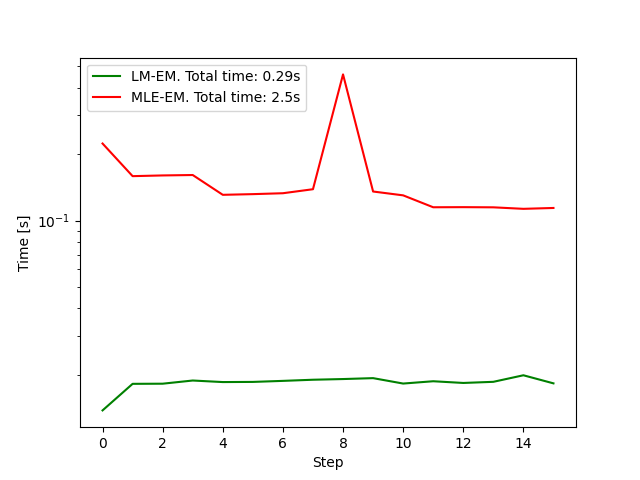 LM-EM. Total time: 0.29s
MLE-EM. Total time: 2.5s
Time [s]
10⁻¹
0 2 4 6 8 10 12 14
Step